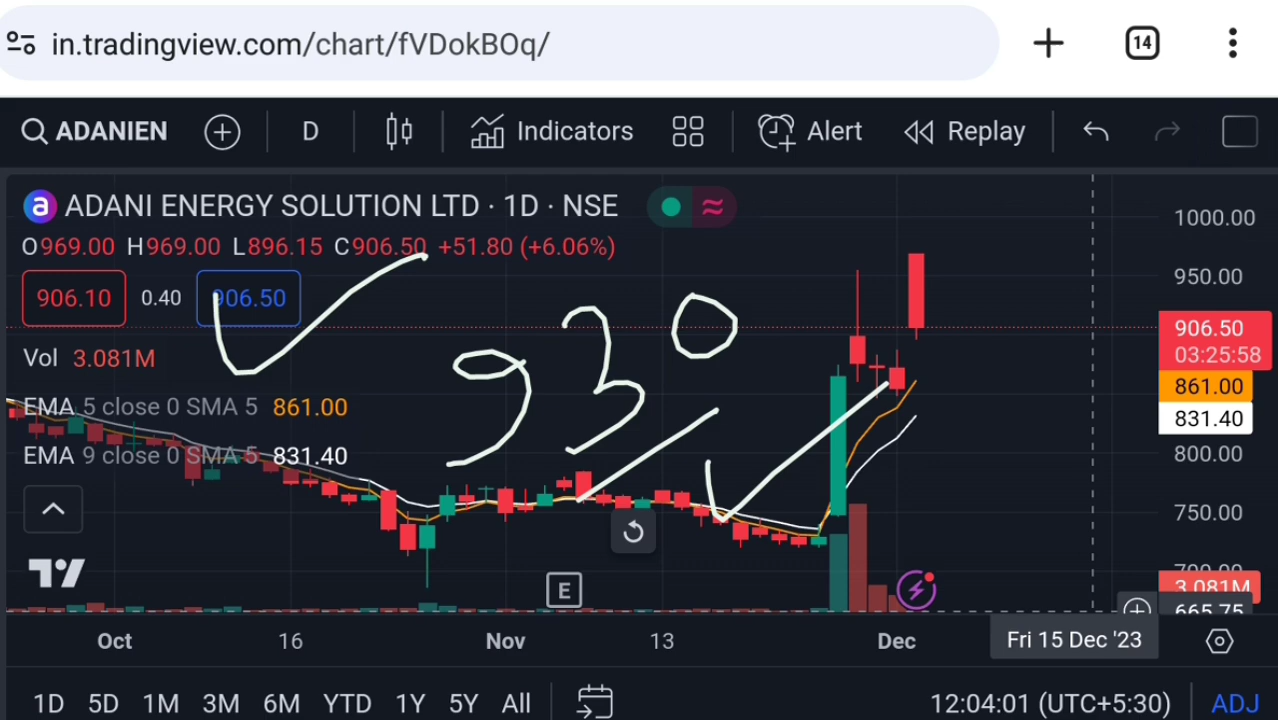 in.tradingview.com/chart/fVDokBOq/ 14
ADANIEN D Indicators Alert Replay
ADANI ENERGY SOLUTION LTD · 1D · NSE
O969.00 H969.00 L896.15 C906.50 +51.80 (+6.06%)
906.10 0.40 906.50
Vol 3.081M
EMA 5 close 0 SMA 5 861.00
EMA 9 close 0 SMA 5 831.40
930
E
1000.00
950.00
906.50
03:25:58
861.00
831.40
800.00
750.00
700.00
3.081M
665.75
Oct 16 Nov 13 Dec Fri 15 Dec '23
1D 5D 1M 3M 6M YTD 1Y 5Y All 12:04:01 (UTC+5:30) ADJ